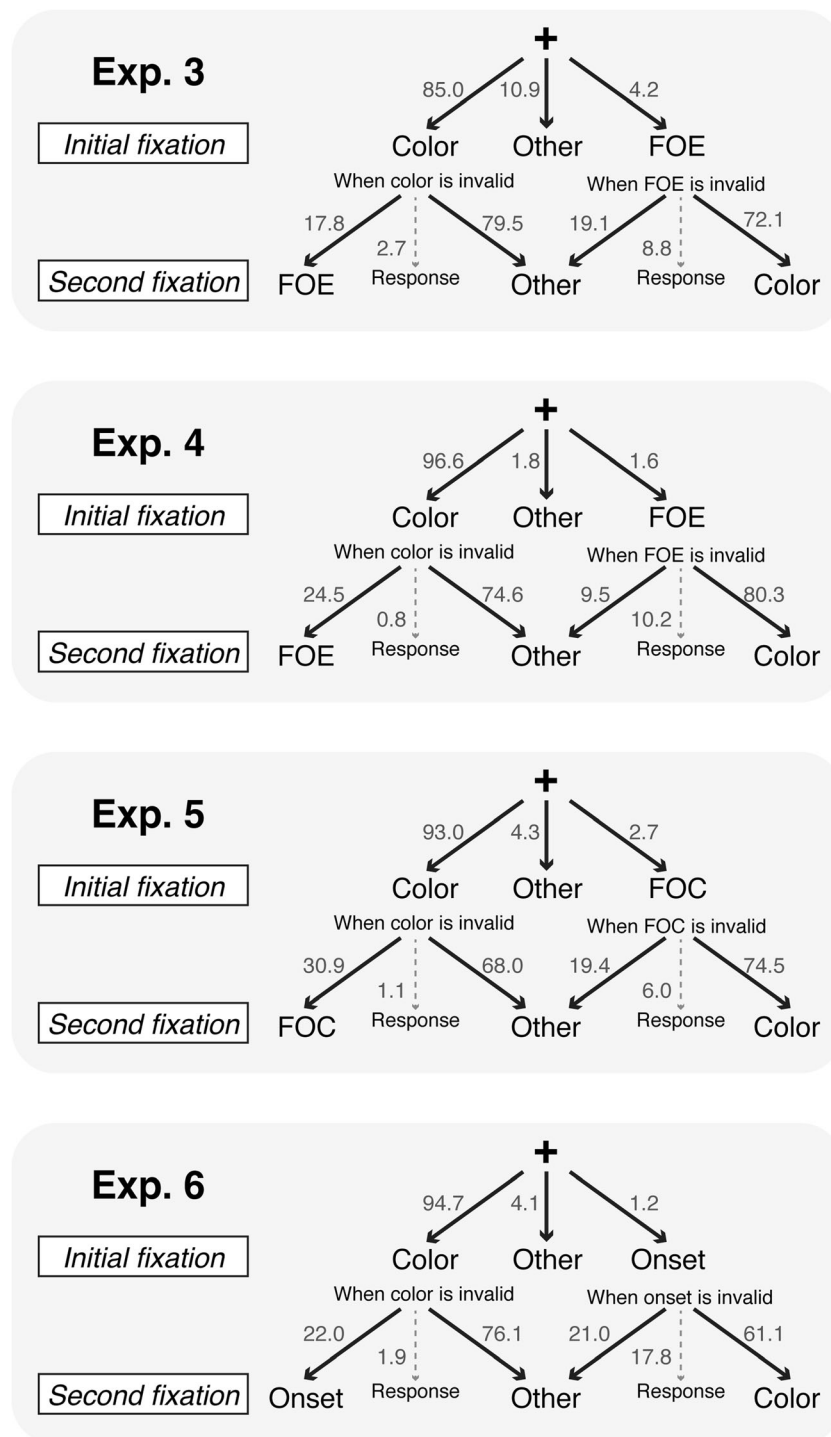 +
Exp. 3
85.0 10.9 4.2
Initial fixation Color Other FOE
When color is invalid When FOE is invalid
17.8 2.7 79.5 19.1 8.8 72.1
Second fixation FOE Response Other Response Color
+
Exp. 4
96.6 1.8 1.6
Initial fixation Color Other FOE
When color is invalid When FOE is invalid
24.5 0.8 74.6 9.5 10.2 80.3
Second fixation FOE Response Other Response Color
+
Exp. 5
93.0 4.3 2.7
Initial fixation Color Other FOC
When color is invalid When FOC is invalid
30.9 1.1 68.0 19.4 6.0 74.5
Second fixation FOC Response Other Response Color
+
Exp. 6
94.7 4.1 1.2
Initial fixation Color Other Onset
When color is invalid When onset is invalid
22.0 1.9 76.1 21.0 17.8 61.1
Second fixation Onset Response Other Response Color